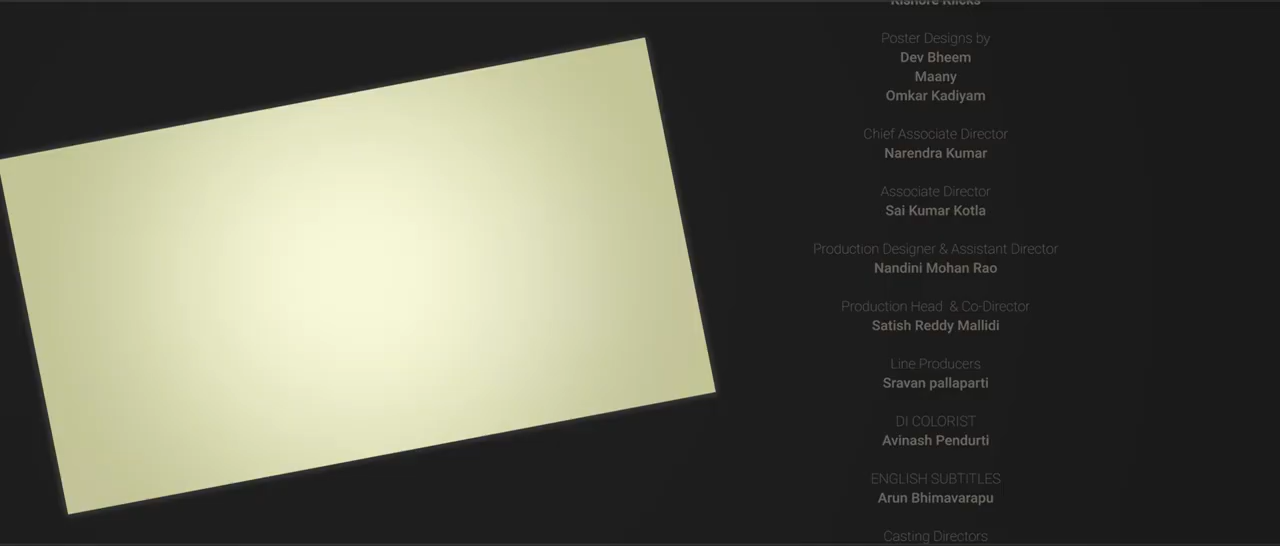 Kishore Klicks
Poster Designs by
Dev Bheem
Maany
Omkar Kadiyam
Chief Associate Director
Narendra Kumar
Associate Director
Sai Kumar Kotla
Production Designer & Assistant Director
Nandini Mohan Rao
Production Head & Co-Director
Satish Reddy Mallidi
Line Producers
Sravan pallaparti
DI COLORIST
Avinash Pendurti
ENGLISH SUBTITLES
Arun Bhimavarapu
Casting Directors